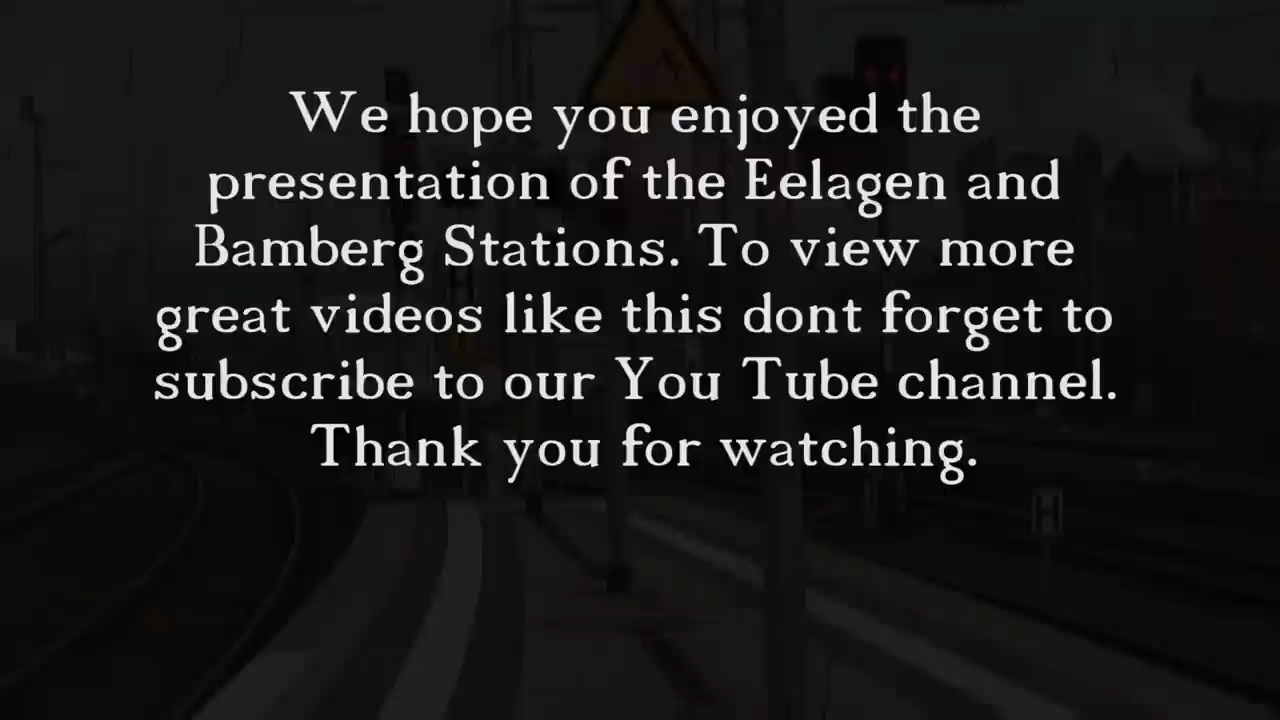 We hope you enjoyed the
presentation of the Eelagen and
Bamberg Stations. To view more
great videos like this dont forget to
subscribe to our You Tube channel.
Thank you for watching.
H